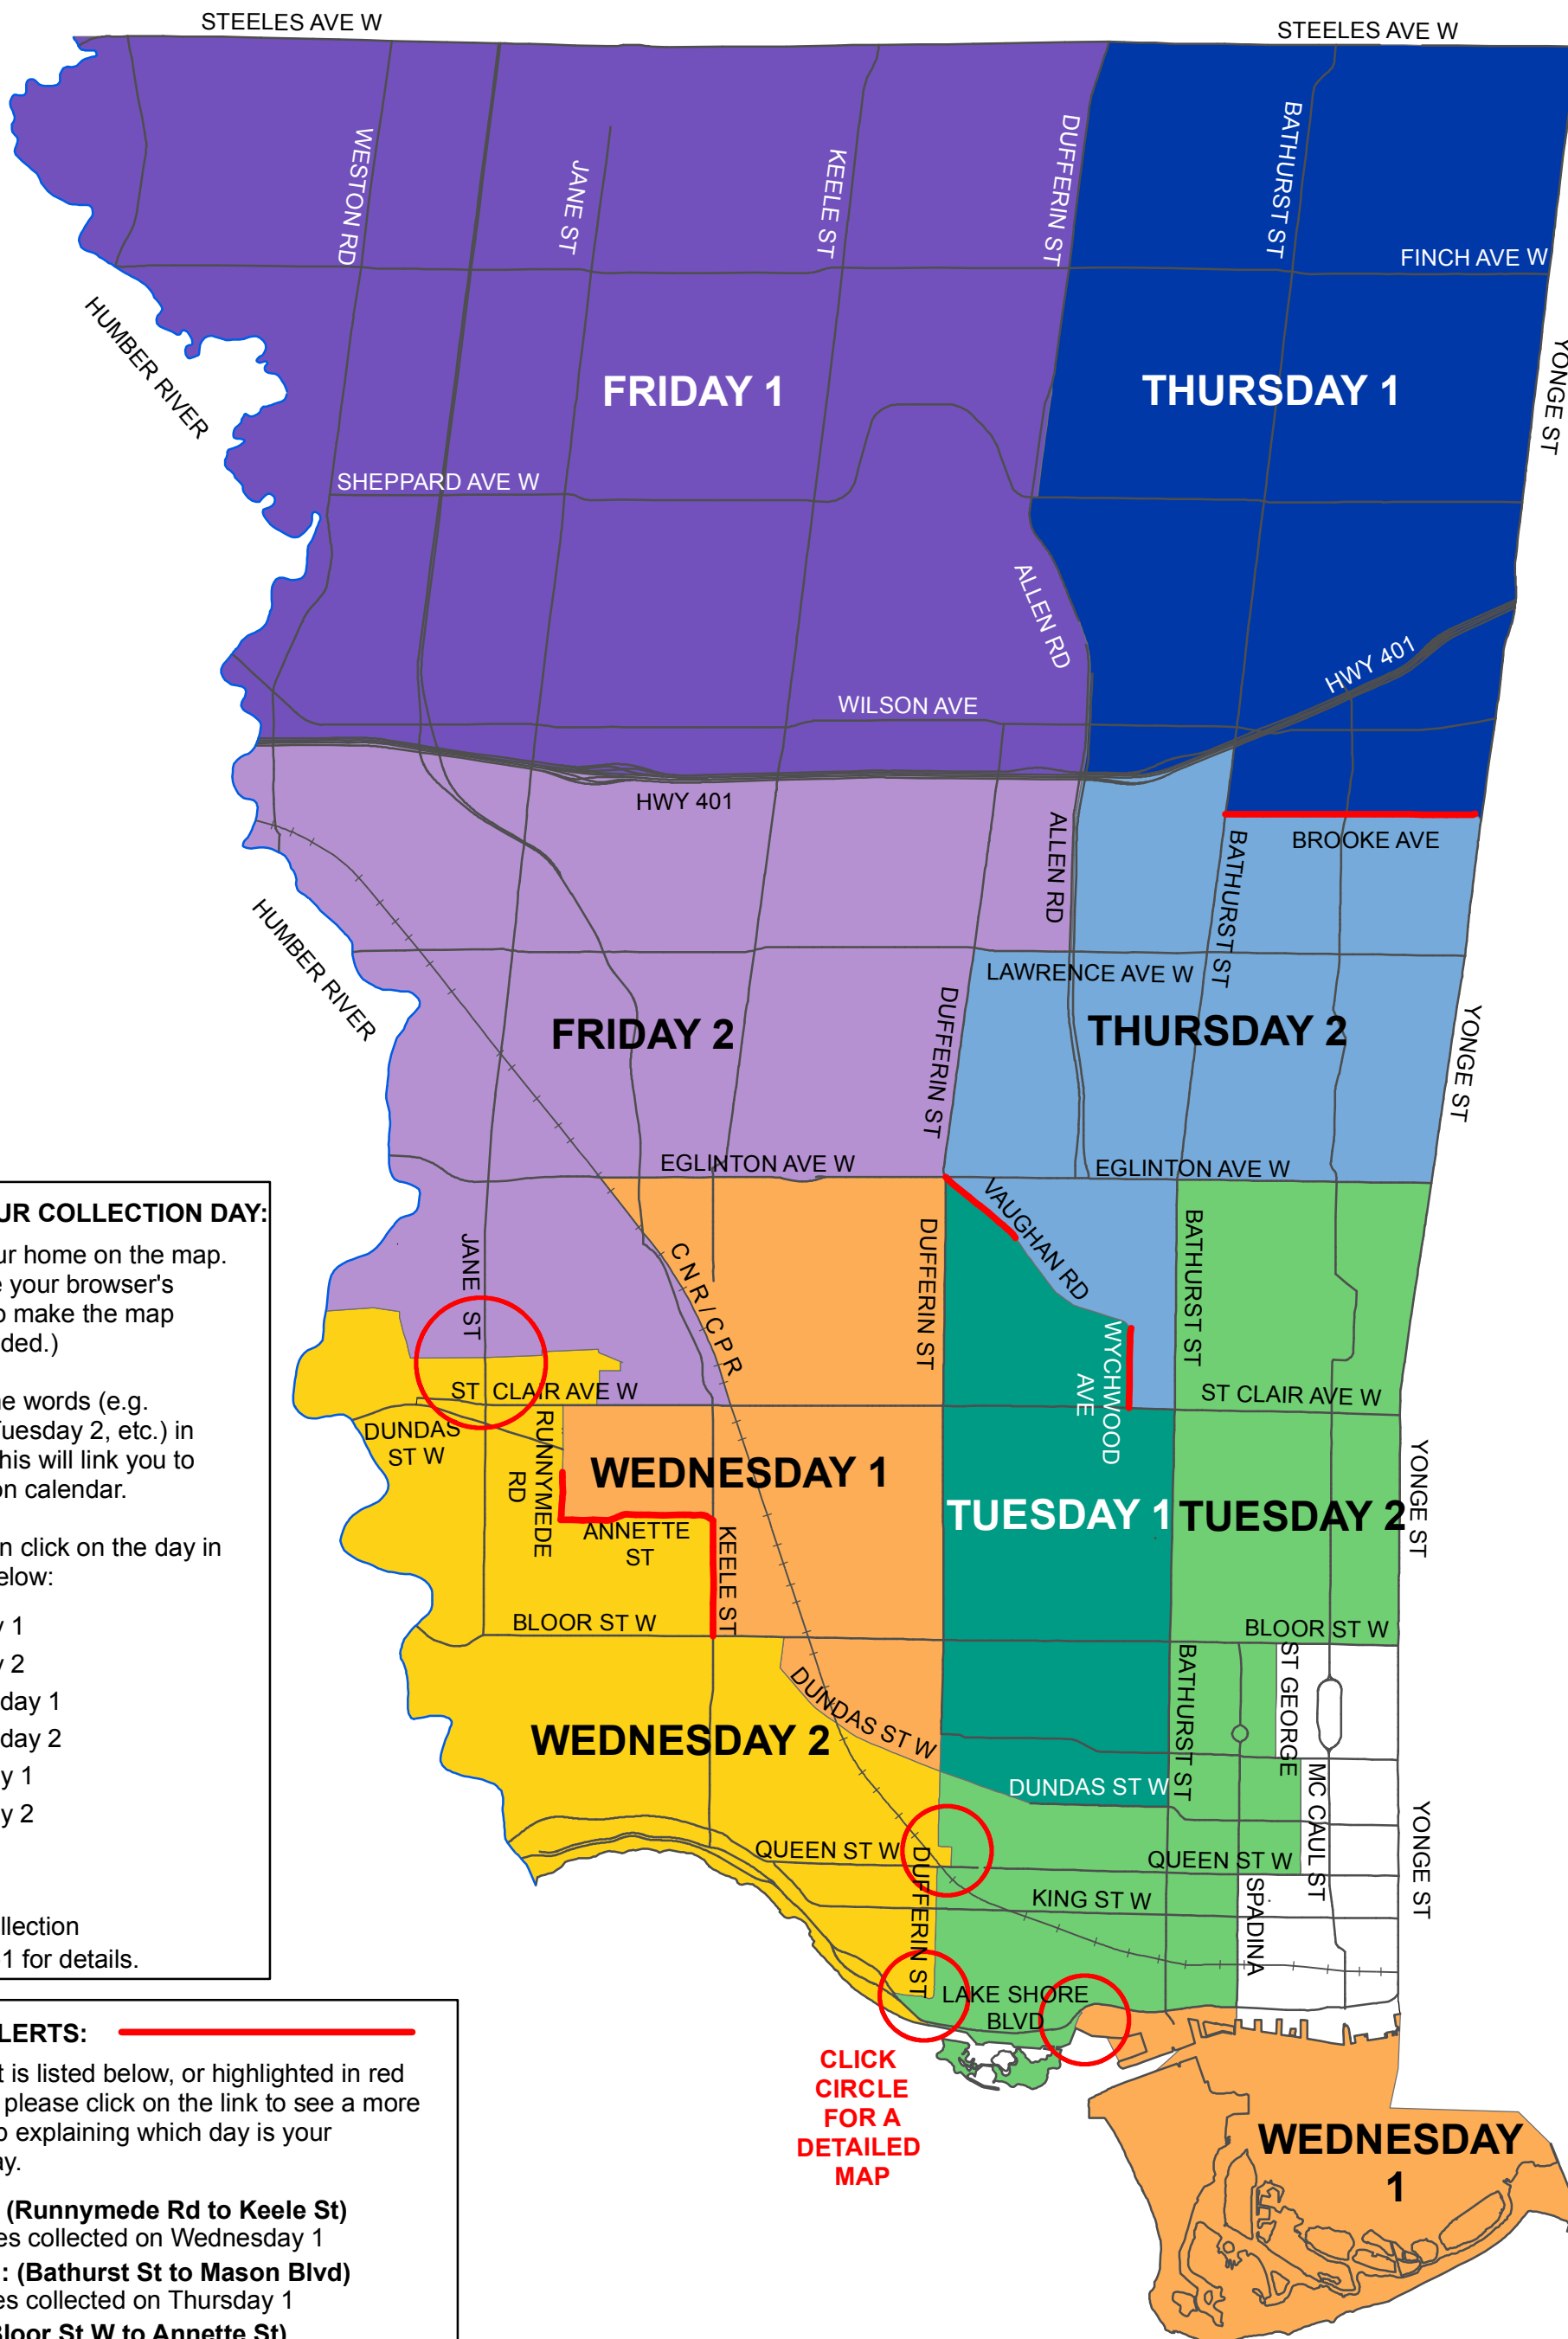 STEELES AVE W
STEELES AVE W
WESTON RD
JANE ST
KEELE ST
DUFFERIN ST
BATHURST ST
FINCH AVE W
HUMBER RIVER
FRIDAY 1
THURSDAY 1
YONGE ST
SHEPPARD AVE W
ALLEN RD
HWY 401
WILSON AVE
HWY 401
ALLEN RD
BATHURST ST
BROOKE AVE
HUMBER RIVER
LAWRENCE AVE W
FRIDAY 2
DUFFERIN ST
THURSDAY 2
YONGE ST
EGLINTON AVE W
EGLINTON AVE W
VAUGHAN RD
JANE ST
CNR/CPR
DUFFERIN ST
BATHURST ST
WYCHWOOD
AVE
ST CLAIR AVE W
ST CLAIR AVE W
DUNDAS
ST W
RUNNYMEDE
RD
WEDNESDAY 1
TUESDAY 1
TUESDAY 2
YONGE ST
ANNETTE
ST
KEELE ST
BLOOR ST W
BLOOR ST W
ST GEORGE
BATHURST ST
DUNDAS ST W
WEDNESDAY 2
DUNDAS ST W
MC CAUL ST
YONGE ST
QUEEN ST W
DUFFERIN ST
QUEEN ST W
KING ST W
SPADINA
LAKE SHORE
BLVD
CLICK
CIRCLE
FOR A
DETAILED
MAP
WEDNESDAY
1
UR COLLECTION DAY:
ur home on the map.
e your browser's
o make the map
ded.)
ne words (e.g.
Tuesday 2, etc.) in
his will link you to
on calendar.
n click on the day in
elow:
y 1
y 2
day 1
day 2
y 1
y 2
llection
1 for details.
LERTS:
t is listed below, or highlighted in red
please click on the link to see a more
p explaining which day is your
ay.
(Runnymede Rd to Keele St)
es collected on Wednesday 1
: (Bathurst St to Mason Blvd)
es collected on Thursday 1
Bloor St W to Annette St)